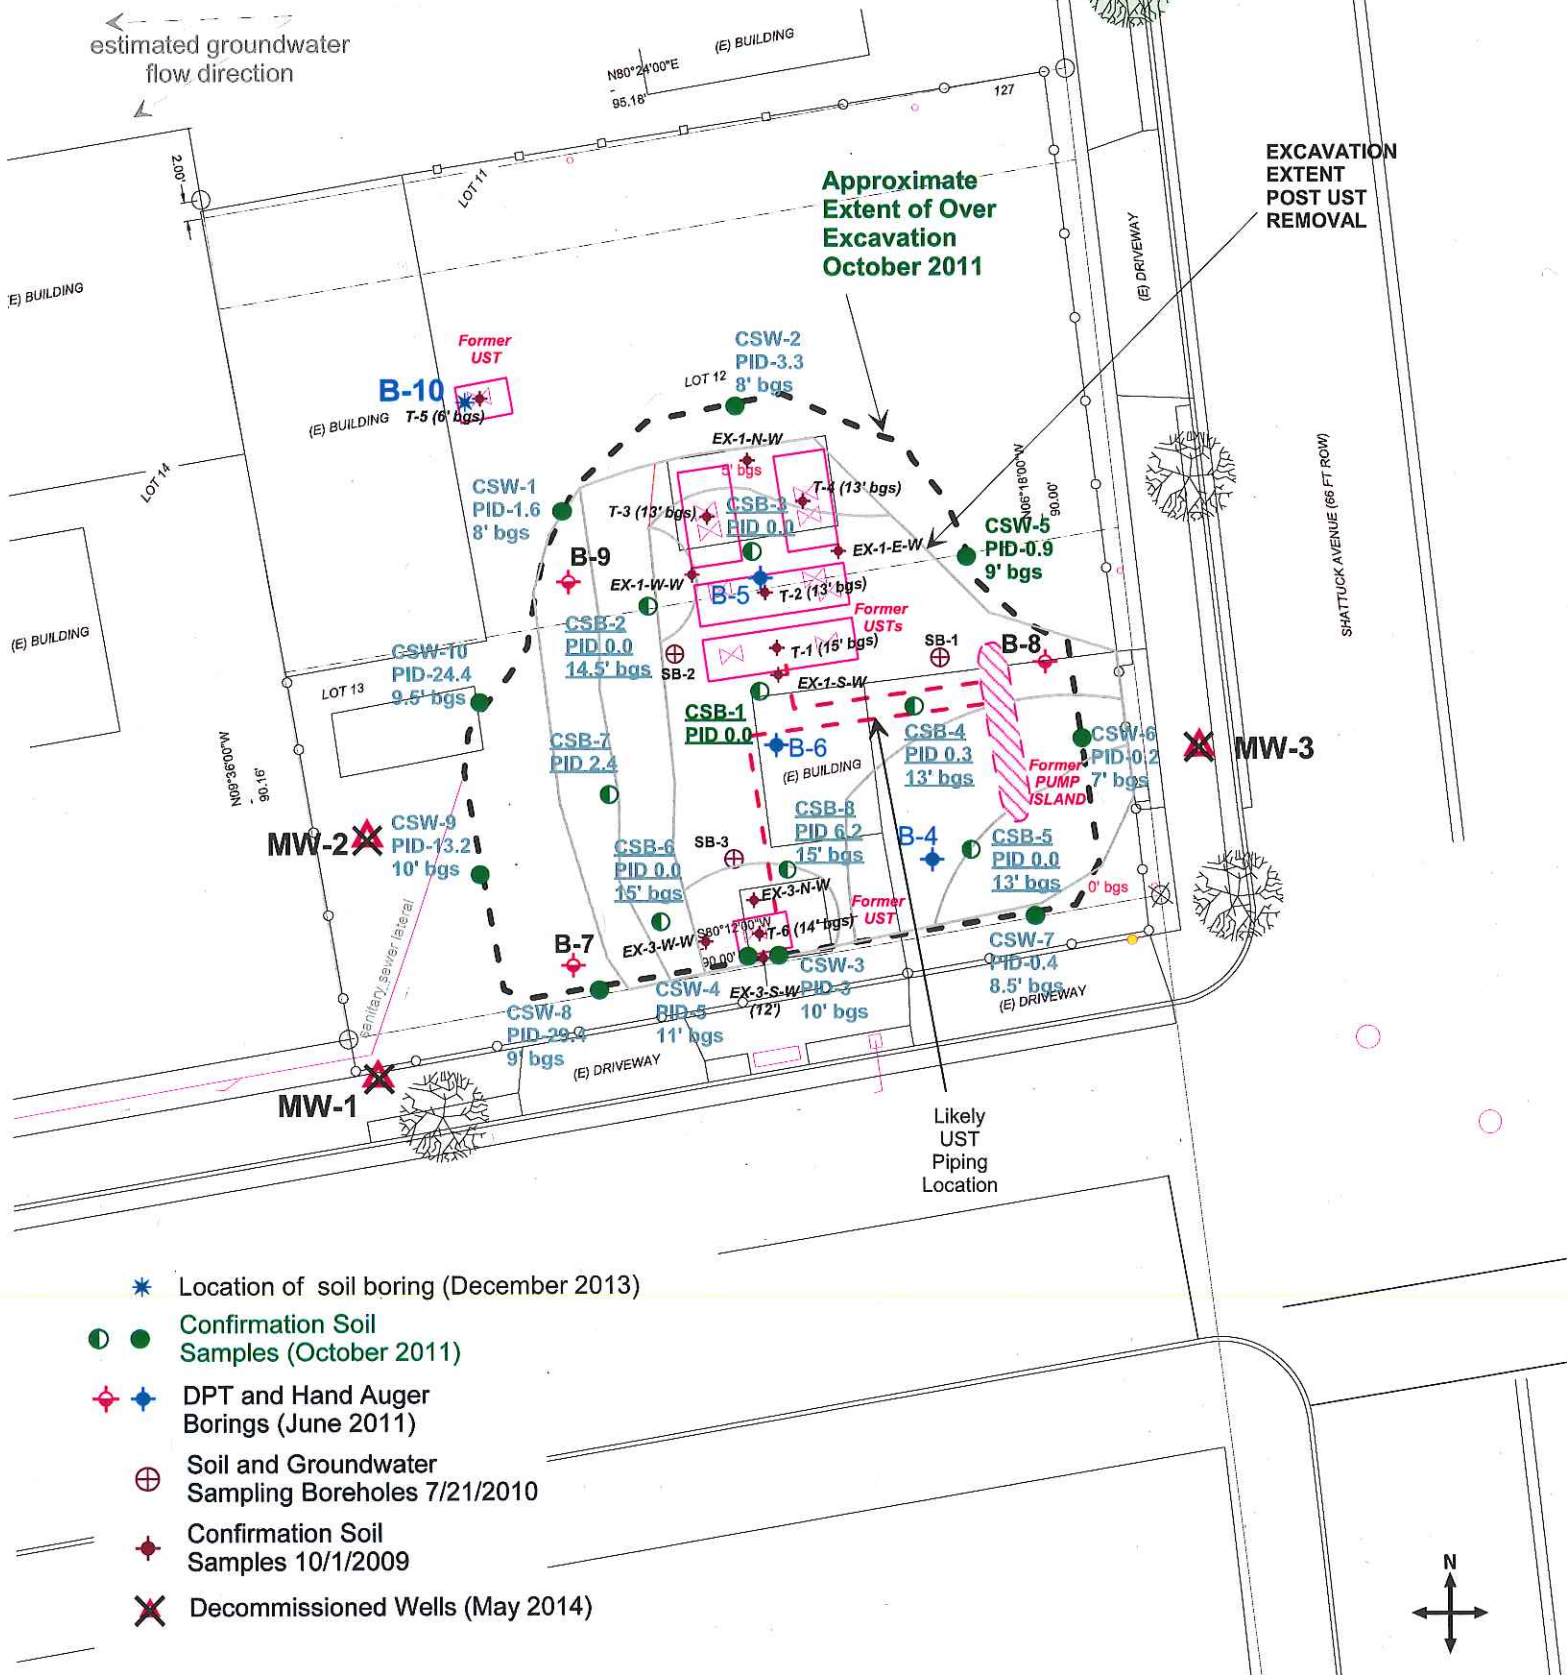 estimated groundwater
flow direction
(E) BUILDING
N80°24'00"E
95.18'
127
2.00'
LOT 11
EXCAVATION
EXTENT
POST UST
REMOVAL
Approximate
Extent of Over
Excavation
October 2011
(E) DRIVEWAY
(E) BUILDING
Former
UST
B-10
T-5 (6' bgs)
(E) BUILDING
CSW-2
PID-3.3
8' bgs
LOT 12
LOT 14
EX-1-N-W
5' bgs
CSW-1
PID-1.6
8' bgs
T-3 (13' bgs)
T-4 (13' bgs)
CSB-3
PID 0.0
N06°18'00"W
90.00'
CSW-5
PID-0.9
9' bgs
SHATTUCK AVENUE (66 FT ROW)
B-9
EX-1-E-W
EX-1-W-W
B-5
T-2 (13' bgs)
Former
USTs
CSB-2
PID 0.0
14.5' bgs
(E) BUILDING
T-1 (15' bgs)
SB-1
B-8
SB-2
CSW-10
PID-24.4
9.5' bgs
LOT 13
EX-1-S-W
CSB-1
PID 0.0
CSB-4
PID 0.3
13' bgs
CSW-6
PID-0.2
7' bgs
MW-3
CSB-7
PID 2.4
B-6
(E) BUILDING
Former
PUMP
ISLAND
N09°36'00"W
90.16'
MW-2
CSW-9
PID-13.2
10' bgs
CSB-8
PID 6.2
15' bgs
B-4
CSB-5
PID 0.0
13' bgs
CSB-6
PID 0.0
15' bgs
SB-3
0' bgs
EX-3-N-W
Former
UST
sanitary sewer lateral
S80°12'00"W
90.00'
T-6 (14' bgs)
B-7
EX-3-W-W
CSW-7
PID-0.4
8.5' bgs
CSW-3
PID-3
10' bgs
EX-3-S-W
(12')
CSW-4
PID-5
11' bgs
CSW-8
PID-29.4
9' bgs
(E) DRIVEWAY
(E) DRIVEWAY
MW-1
Likely
UST
Piping
Location
Location of soil boring (December 2013)
Confirmation Soil
Samples (October 2011)
DPT and Hand Auger
Borings (June 2011)
Soil and Groundwater
Sampling Boreholes 7/21/2010
Confirmation Soil
Samples 10/1/2009
Decommissioned Wells (May 2014)
N